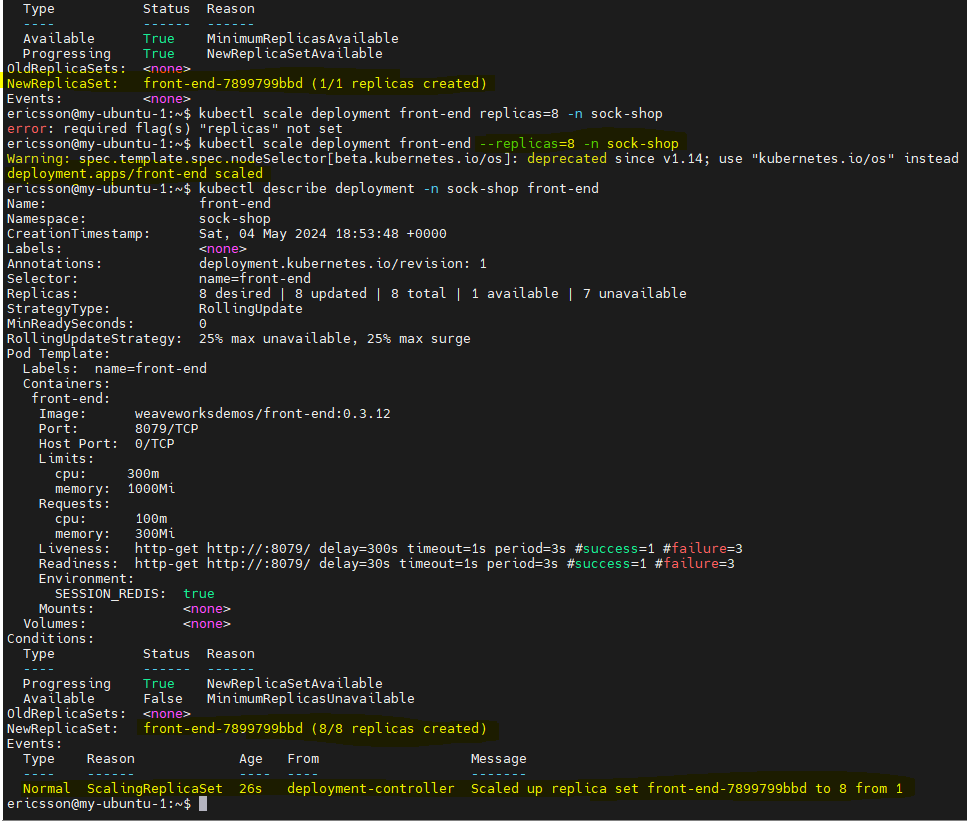 Type Status Reason
---- ------ ------
Available True MinimumReplicasAvailable
Progressing True NewReplicaSetAvailable
OldReplicaSets: <none>
NewReplicaSet: front-end-7899799bbd (1/1 replicas created)
Events: <none>
ericsson@my-ubuntu-1:~$ kubectl scale deployment front-end replicas=8 -n sock-shop
error: required flag(s) "replicas" not set
ericsson@my-ubuntu-1:~$ kubectl scale deployment front-end --replicas=8 -n sock-shop
Warning: spec.template.spec.nodeSelector[beta.kubernetes.io/os]: deprecated since v1.14; use "kubernetes.io/os" instead
deployment.apps/front-end scaled
ericsson@my-ubuntu-1:~$ kubectl describe deployment -n sock-shop front-end
Name: front-end
Namespace: sock-shop
CreationTimestamp: Sat, 04 May 2024 18:53:48 +0000
Labels: <none>
Annotations: deployment.kubernetes.io/revision: 1
Selector: name=front-end
Replicas: 8 desired | 8 updated | 8 total | 1 available | 7 unavailable
StrategyType: RollingUpdate
MinReadySeconds: 0
RollingUpdateStrategy: 25% max unavailable, 25% max surge
Pod Template:
Labels: name=front-end
Containers:
front-end:
Image: weaveworksdemos/front-end:0.3.12
Port: 8079/TCP
Host Port: 0/TCP
Limits:
cpu: 300m
memory: 1000Mi
Requests:
cpu: 100m
memory: 300Mi
Liveness: http-get http://:8079/ delay=300s timeout=1s period=3s #success=1 #failure=3
Readiness: http-get http://:8079/ delay=30s timeout=1s period=3s #success=1 #failure=3
Environment:
SESSION_REDIS: true
Mounts: <none>
Volumes: <none>
Conditions:
Type Status Reason
---- ------ ------
Progressing True NewReplicaSetAvailable
Available False MinimumReplicasUnavailable
OldReplicaSets: <none>
NewReplicaSet: front-end-7899799bbd (8/8 replicas created)
Events:
Type Reason Age From Message
---- ------ ---- ---- -------
Normal ScalingReplicaSet 26s deployment-controller Scaled up replica set front-end-7899799bbd to 8 from 1
ericsson@my-ubuntu-1:~$